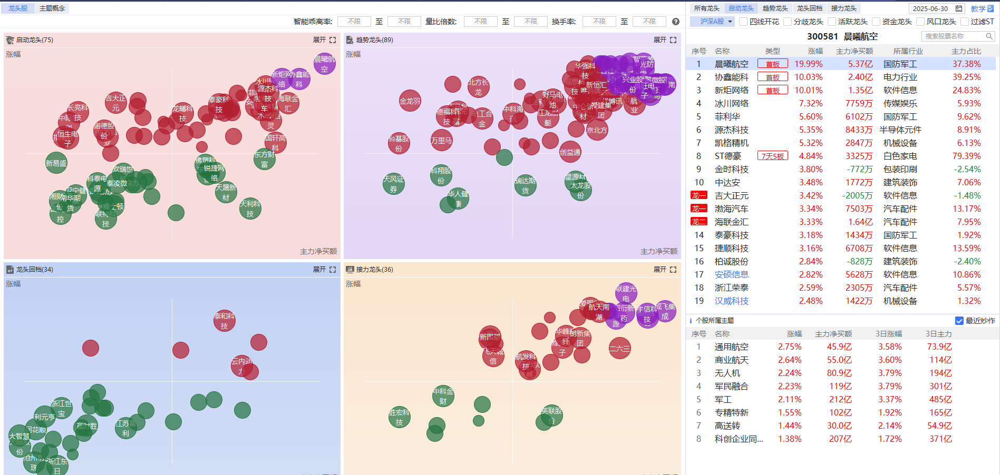 龙头股 主题概念
智能乖离率: 不限 至 不限 量比倍数: 不限 至 不限 换手率: 不限 至 不限
启动龙头(75) 展开
涨幅
晨曦航空
新炬网络
协鑫能科
冰川
源杰科技
海联金汇
吉大正元
长亮科技
中际
恒生电子
诺德股份
龙蟠科技
泰豪科技
国轩高科
东方财富
新易盛
欢瑞世
科泰电源
泰凌微
卫宁健
湘财
南华期货
威士顿
联特科技
佛塑科
锐捷网络
天晟新材
天利科技
主力净买额
趋势龙头(89) 展开
涨幅
华强科技
新恒汇
兴业股份
北方长龙
金龙羽
野马电池
德福科技
电工合金
中科海讯
江龙船艇
爱建集团
博讯
航业
京北方
台基股份
万里马
创益通
天风证券
科翔股份
华人健康
瑞达期货
星源材
太龙股份
主力净买额
龙头回档(34) 展开
涨幅
泰和科技
云内动力
浙江世宝
利元亨
同花顺
大智慧
赢时胜
江苏雷利
沧州明珠
浙江东日
接力龙头(36) 展开
涨幅
联建光电
航天南湖
昭衍新药
宇信科技
成飞集成
新国都
飞天诚信
华峰
朗新集团
二六三
航发科技
中科金财
胜宏科技
英联股份
所有龙头 启动龙头 趋势龙头 龙头回档 接力龙头 2025-06-30 教学
沪深A股 四线开花 分歧龙头 活跃龙头 资金龙头 风口龙头 过滤ST
300581 晨曦航空 搜索股票名称
序号 名称 类型 涨幅 主力净买额 所属行业 主力占比
1 晨曦航空 首板 19.99% 5.37亿 国防军工 37.38%
2 协鑫能科 首板 10.03% 2.40亿 电力行业 39.25%
3 新炬网络 首板 10.01% 1.35亿 软件信息 24.83%
4 冰川网络 7.32% 7759万 传媒娱乐 5.93%
5 菲利华 5.60% 6102万 国防军工 9.62%
6 源杰科技 5.35% 8433万 半导体元件 8.91%
7 凯格精机 5.32% 2847万 机械设备 6.13%
8 ST德豪 7天5板 4.84% 3325万 白色家电 79.39%
9 金时科技 3.80% -772万 包装印刷 -2.54%
10 中达安 3.48% 1772万 建筑装饰 7.06%
龙一 吉大正元 3.42% -2005万 软件信息 -1.48%
龙一 渤海汽车 3.34% 7503万 汽车配件 13.17%
龙二 海联金汇 3.33% 1.64亿 汽车配件 7.95%
14 泰豪科技 3.18% 1434万 国防军工 1.92%
15 捷顺科技 3.16% 6708万 软件信息 13.59%
16 柏诚股份 2.84% -828万 建筑装饰 -2.40%
17 安硕信息 2.82% 5628万 软件信息 10.86%
18 浙江荣泰 2.59% 2305万 汽车配件 5.57%
19 汉威科技 2.48% 1422万 机械设备 1.32%
个股所属主题 最近炒作
序号 名称 涨幅 主力净买额 3日涨幅 3日主力
1 通用航空 2.75% 45.9亿 3.58% 73.9亿
2 商业航天 2.64% 55.0亿 3.60% 114亿
3 无人机 2.24% 80.9亿 3.79% 194亿
4 军民融合 2.23% 119亿 3.79% 301亿
5 军工 2.11% 212亿 3.37% 485亿
6 专精特新 1.55% 102亿 1.92% 165亿
7 高送转 1.44% 30.0亿 2.14% 54.9亿
8 科创企业同... 1.38% 207亿 1.72% 371亿